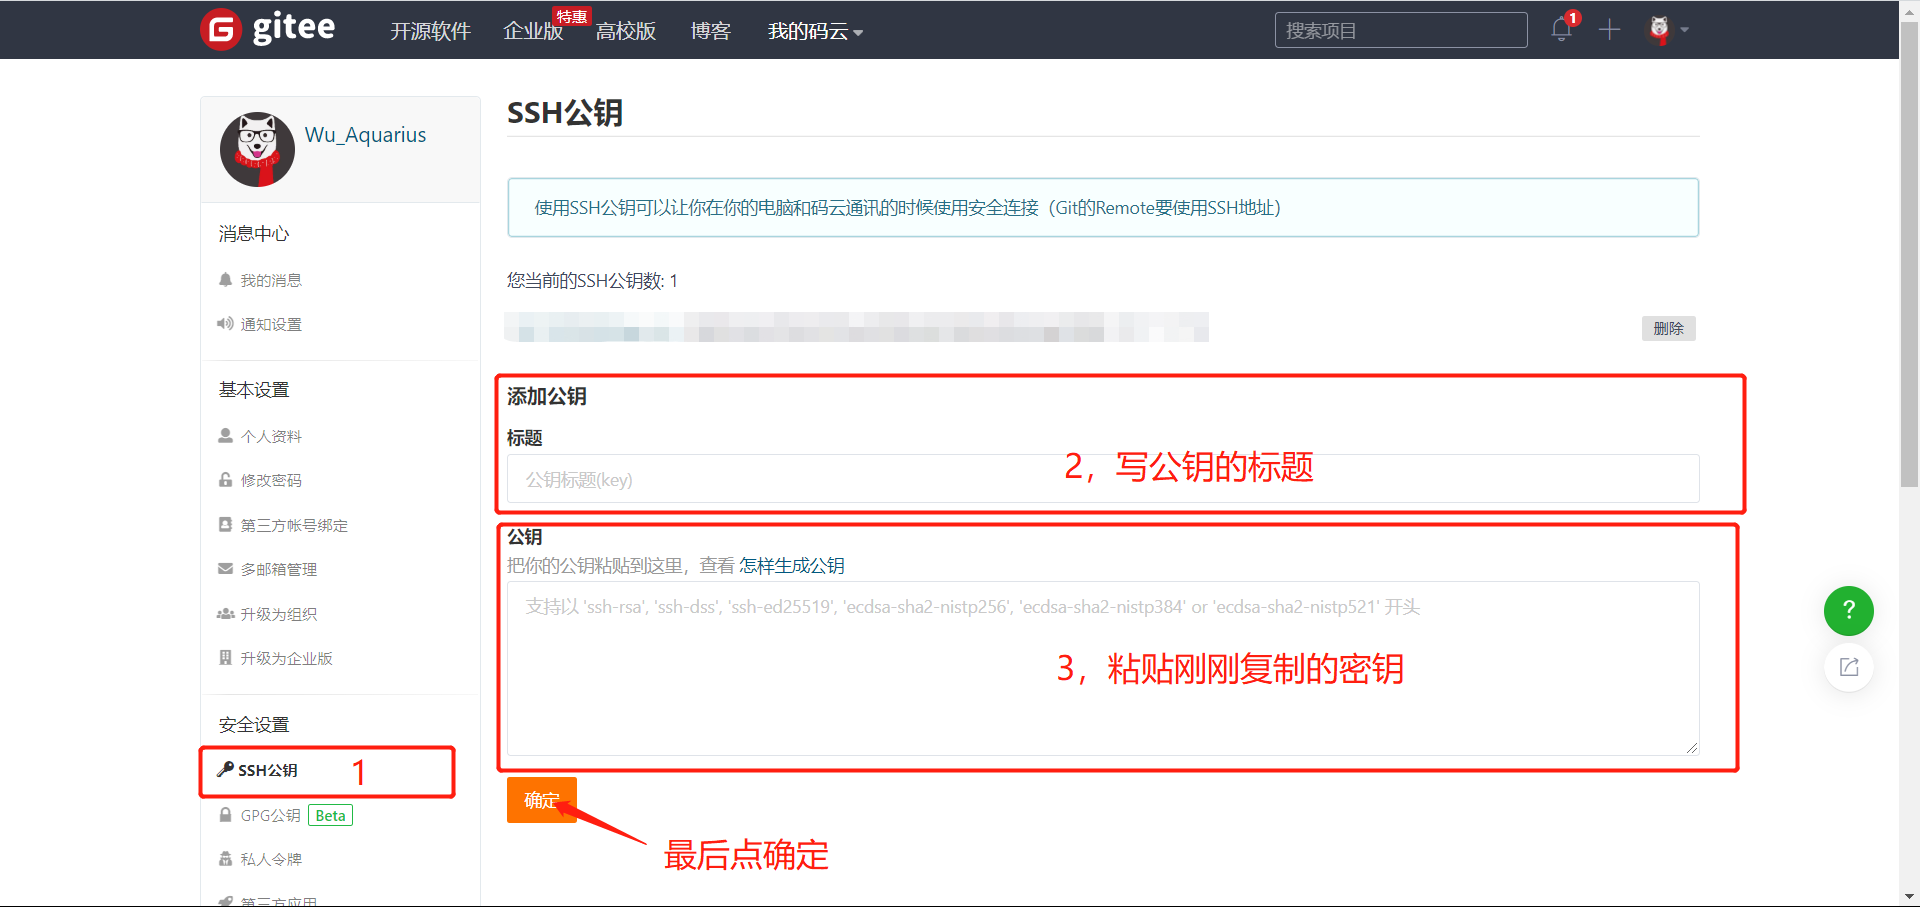 gitee
开源软件
企业版
特惠
高校版
博客
我的码云
搜索项目
1
Wu_Aquarius
消息中心
我的消息
通知设置
基本设置
个人资料
修改密码
第三方帐号绑定
多邮箱管理
升级为组织
升级为企业版
安全设置
SSH公钥
1
GPG公钥 Beta
私人令牌
第三方应用
SSH公钥
使用SSH公钥可以让你在你的电脑和码云通讯的时候使用安全连接（Git的Remote要使用SSH地址）
您当前的SSH公钥数: 1
删除
添加公钥
标题
公钥标题(key)
2，写公钥的标题
公钥
把你的公钥粘贴到这里，查看 怎样生成公钥
支持以 'ssh-rsa', 'ssh-dss', 'ssh-ed25519', 'ecdsa-sha2-nistp256', 'ecdsa-sha2-nistp384' or 'ecdsa-sha2-nistp521' 开头
3，粘贴刚刚复制的密钥
确定
最后点确定
?